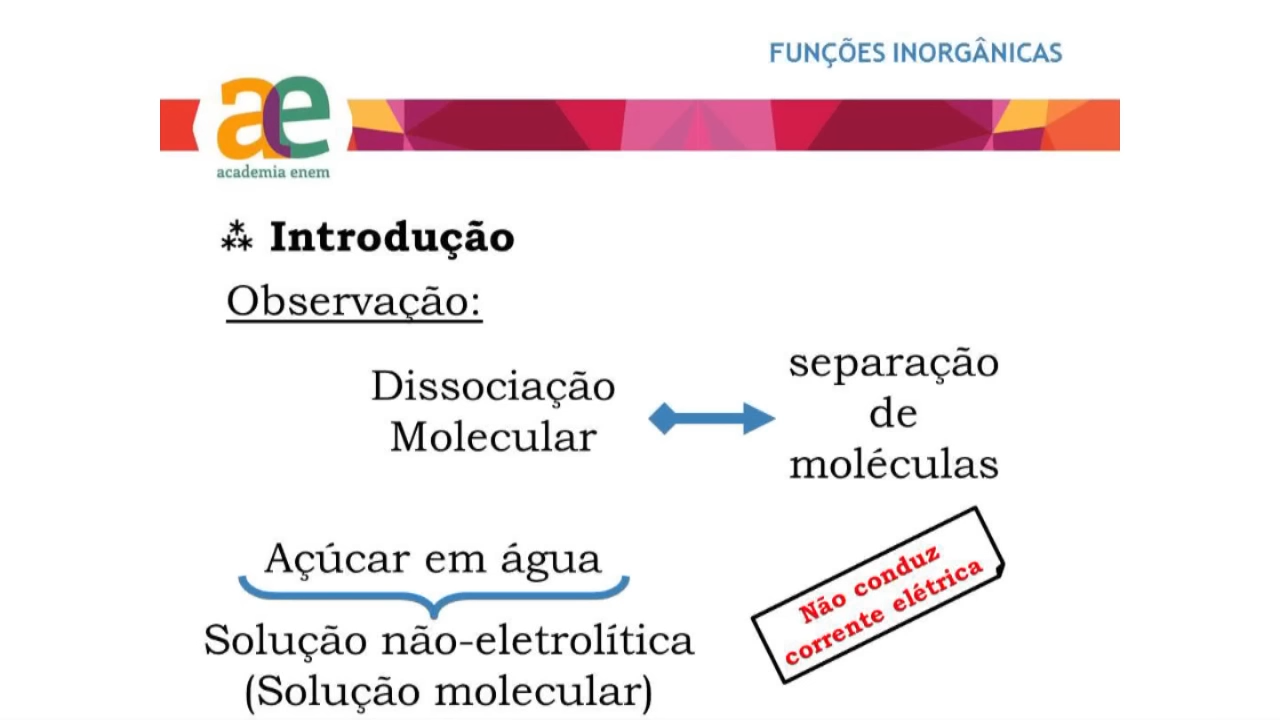 FUNÇÕES INORGÂNICAS
ae
academia enem
⁂ Introdução
Observação:
Dissociação
Molecular
separação
de
moléculas
Açúcar em água
Solução não-eletrolítica
(Solução molecular)
Não conduz
corrente elétrica